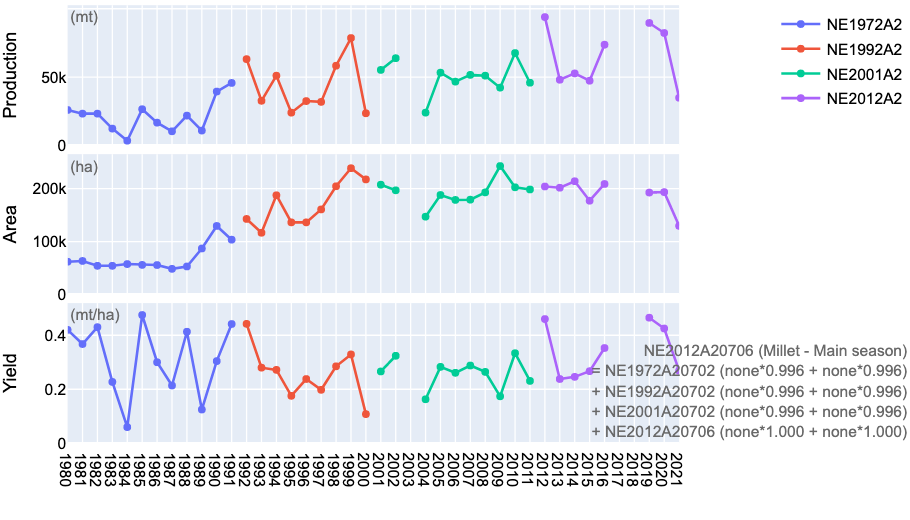 (mt)
Production
50k
0
NE1972A2
NE1992A2
NE2001A2
NE2012A2
(ha)
Area
200k
100k
0
(mt/ha)
Yield
0.4
0.2
0
NE2012A20706 (Millet - Main season)
= NE1972A20702 (none*0.996 + none*0.996)
+ NE1992A20702 (none*0.996 + none*0.996)
+ NE2001A20702 (none*0.996 + none*0.996)
+ NE2012A20706 (none*1.000 + none*1.000)
1980
1981
1982
1983
1984
1985
1986
1987
1988
1989
1990
1991
1992
1993
1994
1995
1996
1997
1998
1999
2000
2001
2002
2004
2005
2006
2007
2008
2009
2010
2011
2012
2013
2014
2015
2016
2019
2020
2021